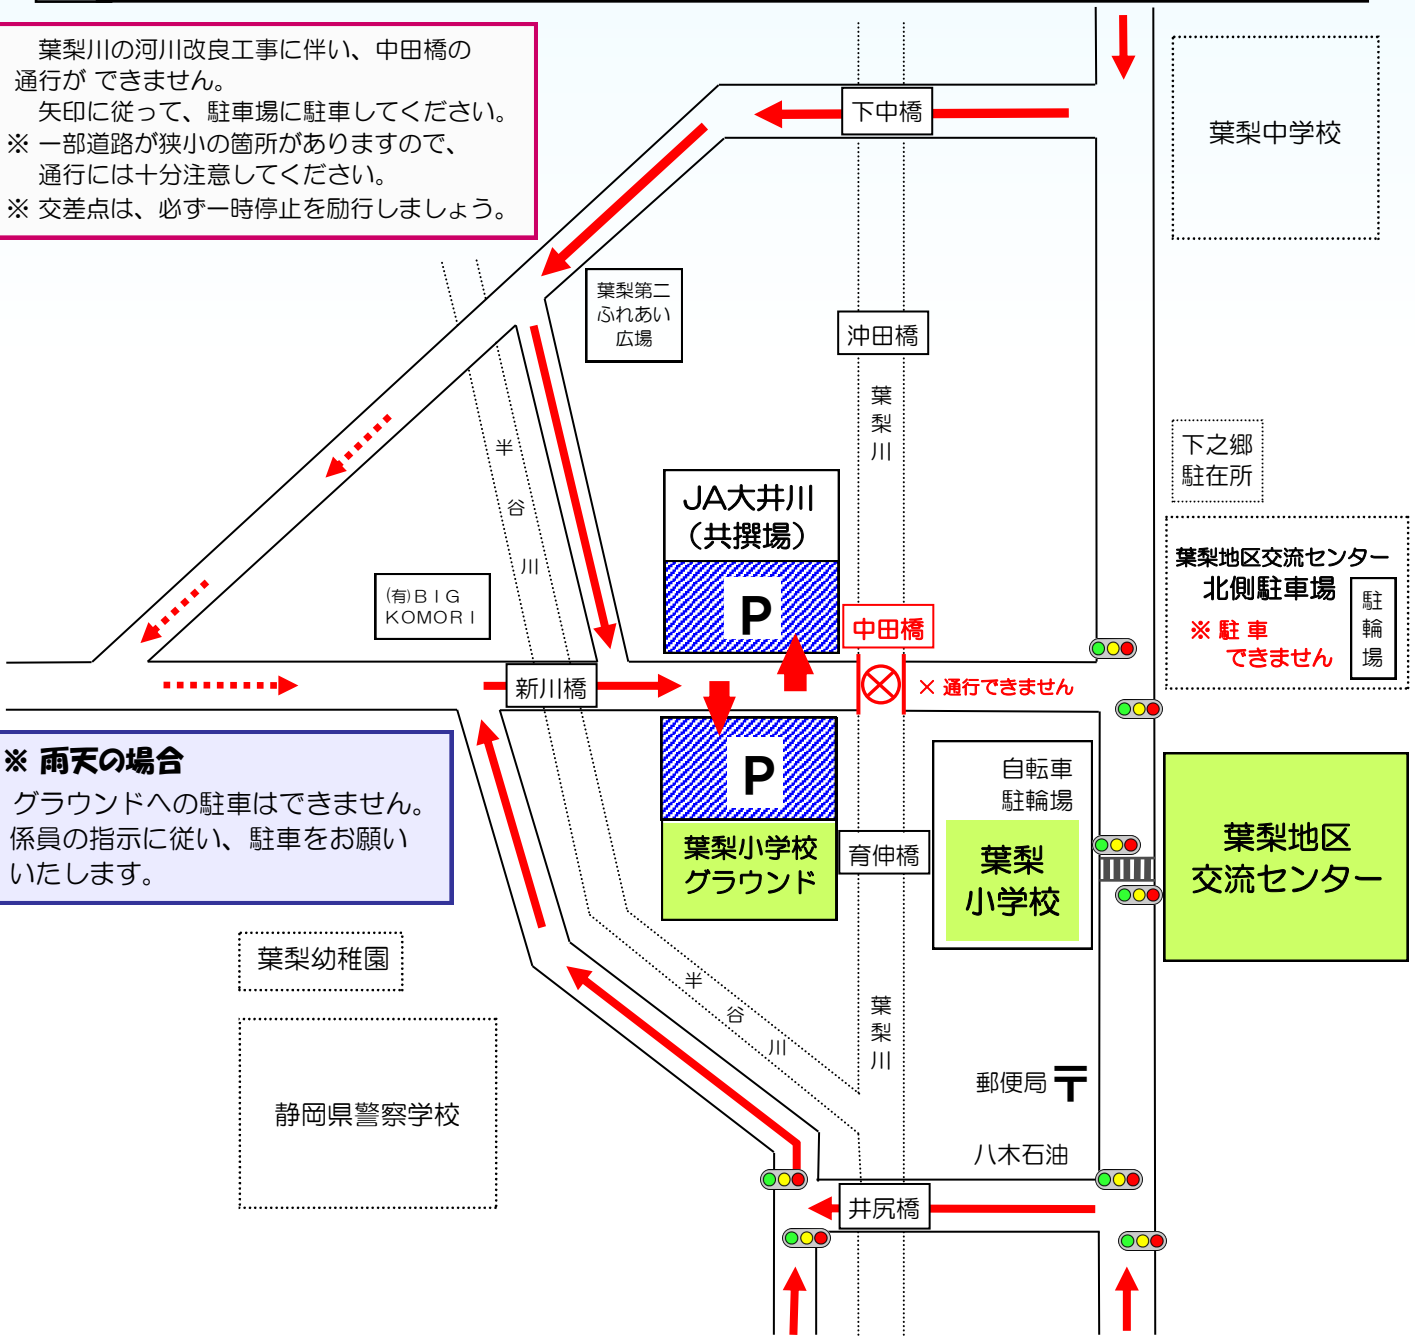 葉梨川の河川改良工事に伴い、中田橋の
通行が できません。
矢印に従って、駐車場に駐車してください。
※ 一部道路が狭小の箇所がありますので、
通行には十分注意してください。
※ 交差点は、必ず一時停止を励行しましょう。
下中橋
葉梨中学校
葉梨第二
ふれあい
広場
沖田橋
葉梨川
半谷川
下之郷
駐在所
JA大井川
（共撰場）
P
葉梨地区交流センター
北側駐車場
※ 駐 車
できません
駐輪場
㈲ＢＩＧ
ＫＯＭＯＲＩ
中田橋
新川橋
× 通行できません
※ 雨天の場合
グラウンドへの駐車はできません。
係員の指示に従い、駐車をお願い
いたします。
P
葉梨小学校
グラウンド
育伸橋
自転車
駐輪場
葉梨
小学校
葉梨地区
交流センター
葉梨幼稚園
半谷川
葉梨川
静岡県警察学校
郵便局 〒
八木石油
井尻橋